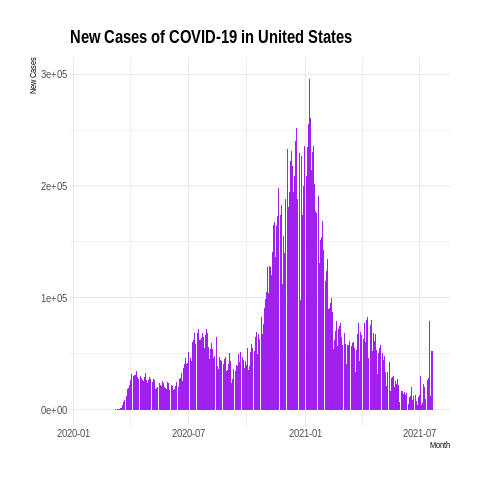 New Cases of COVID-19 in United States
New Cases
3e+05
2e+05
1e+05
0e+00
2020-01 2020-07 2021-01 2021-07
Month